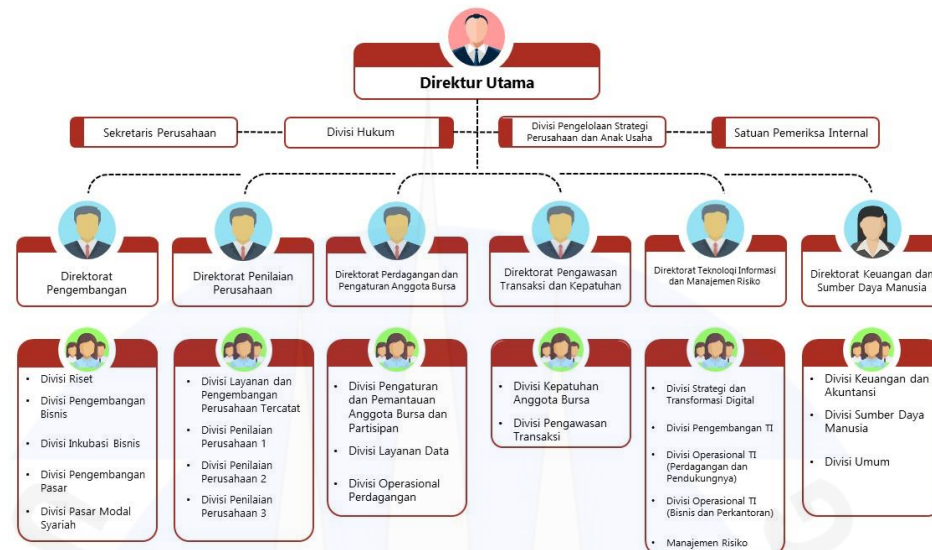 Direktur Utama
Sekretaris Perusahaan
Divisi Hukum
Divisi Pengelolaan Strategi
Perusahaan dan Anak Usaha
Satuan Pemeriksa Internal
Direktorat
Pengembangan
Direktorat Penilaian
Perusahaan
Direktorat Perdagangan dan
Pengaturan Anggota Bursa
Direktorat Pengawasan
Transaksi dan Kepatuhan
Direktorat Teknologi Informasi
dan Manajemen Risiko
Direktorat Keuangan dan
Sumber Daya Manusia
• Divisi Riset
• Divisi Pengembangan
Bisnis
• Divisi Inkubasi Bisnis
• Divisi Pengembangan
Pasar
• Divisi Pasar Modal
Syariah
• Divisi Layanan dan
Pengembangan
Perusahaan Tercatat
• Divisi Penilaian
Perusahaan 1
• Divisi Penilaian
Perusahaan 2
• Divisi Penilaian
Perusahaan 3
• Divisi Pengaturan
dan Pemantauan
Anggota Bursa dan
Partisipan
• Divisi Layanan Data
• Divisi Operasional
Perdagangan
• Divisi Kepatuhan
Anggota Bursa
• Divisi Pengawasan
Transaksi
• Divisi Strategi dan
Transformasi Digital
• Divisi Pengembangan TI
• Divisi Operasional TI
(Perdagangan dan
Pendukungnya)
• Divisi Operasional TI
(Bisnis dan Perkantoran)
• Manajemen Risiko
• Divisi Keuangan dan
Akuntansi
• Divisi Sumber Daya
Manusia
• Divisi Umum